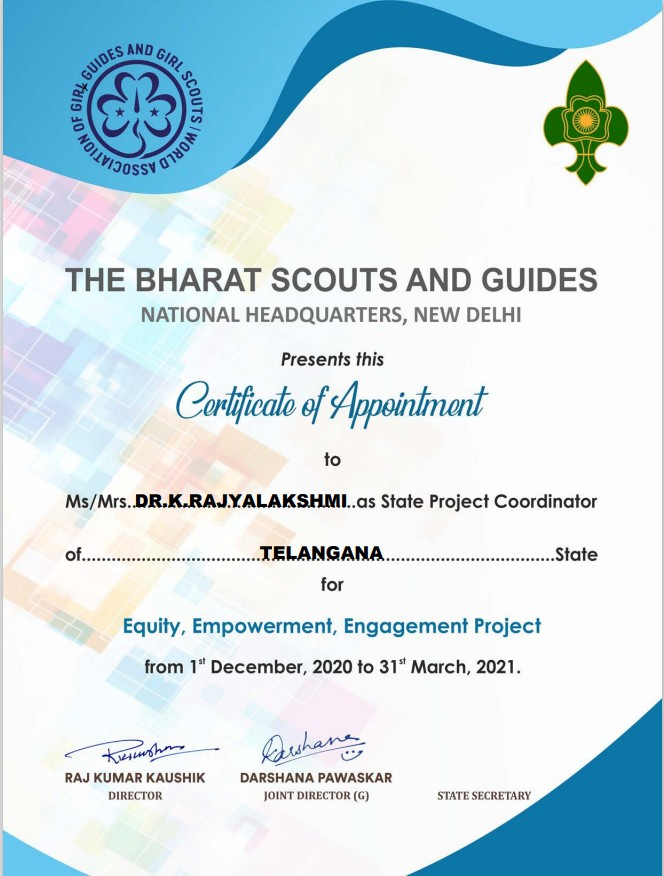 WORLD ASSOCIATION OF GIRL GUIDES AND GIRL SCOUTS |
THE BHARAT SCOUTS AND GUIDES
NATIONAL HEADQUARTERS, NEW DELHI
Presents this
Certificate of Appointment
to
Ms/Mrs..DR.K.RAJYALAKSHMI..as State Project Coordinator
of..............................TELANGANA..............................State
for
Equity, Empowerment, Engagement Project
from 1st December, 2020 to 31st March, 2021.
Darshana
RAJ KUMAR KAUSHIK
DIRECTOR
DARSHANA PAWASKAR
JOINT DIRECTOR (G)
STATE SECRETARY